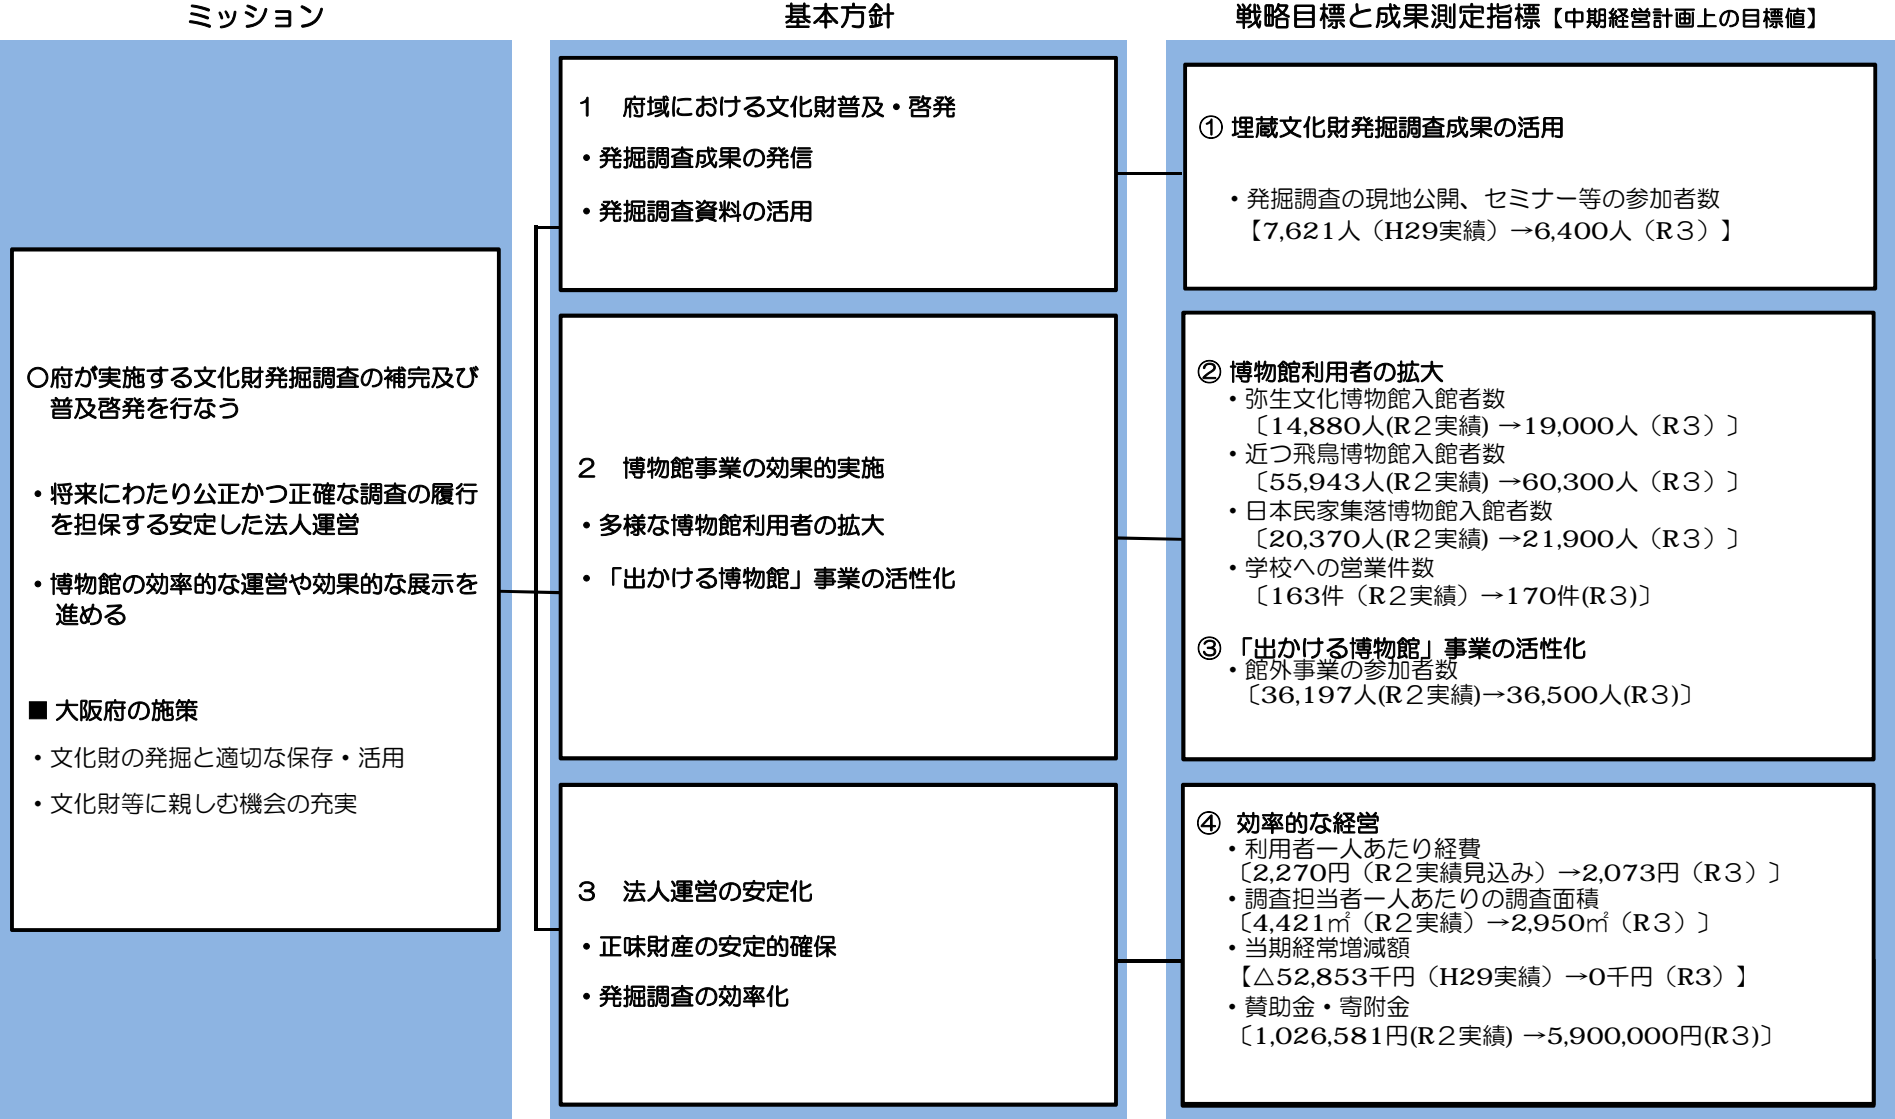 ミッション
基本方針
戦略目標と成果測定指標【中期経営計画上の目標値】
〇府が実施する文化財発掘調査の補完及び
普及啓発を行なう
・将来にわたり公正かつ正確な調査の履行
を担保する安定した法人運営
・博物館の効率的な運営や効果的な展示を
進める
■ 大阪府の施策
・文化財の発掘と適切な保存・活用
・文化財等に親しむ機会の充実
１　府域における文化財普及・啓発
・発掘調査成果の発信
・発掘調査資料の活用
２　博物館事業の効果的実施
・多様な博物館利用者の拡大
・「出かける博物館」事業の活性化
３　法人運営の安定化
・正味財産の安定的確保
・発掘調査の効率化
① 埋蔵文化財発掘調査成果の活用
・発掘調査の現地公開、セミナー等の参加者数
【7,621人（H29実績）→6,400人（R３）】
② 博物館利用者の拡大
・弥生文化博物館入館者数
〔14,880人(R２実績) →19,000人（R３）〕
・近つ飛鳥博物館入館者数
〔55,943人(R２実績) →60,300人（R３）〕
・日本民家集落博物館入館者数
〔20,370人(R２実績) →21,900人（R３）〕
・学校への営業件数
〔163件（R２実績）→170件(R３)〕
③ 「出かける博物館」事業の活性化
・館外事業の参加者数
〔36,197人(R２実績)→36,500人(R３)〕
④ 効率的な経営
・利用者一人あたり経費
〔2,270円（R２実績見込み）→2,073円（R３）〕
・調査担当者一人あたりの調査面積
〔4,421㎡（R２実績）→2,950㎡（R３）〕
・当期経常増減額
【△52,853千円（H29実績）→0千円（R3）】
・賛助金・寄附金
〔1,026,581円(R２実績) →5,900,000円(R３)〕